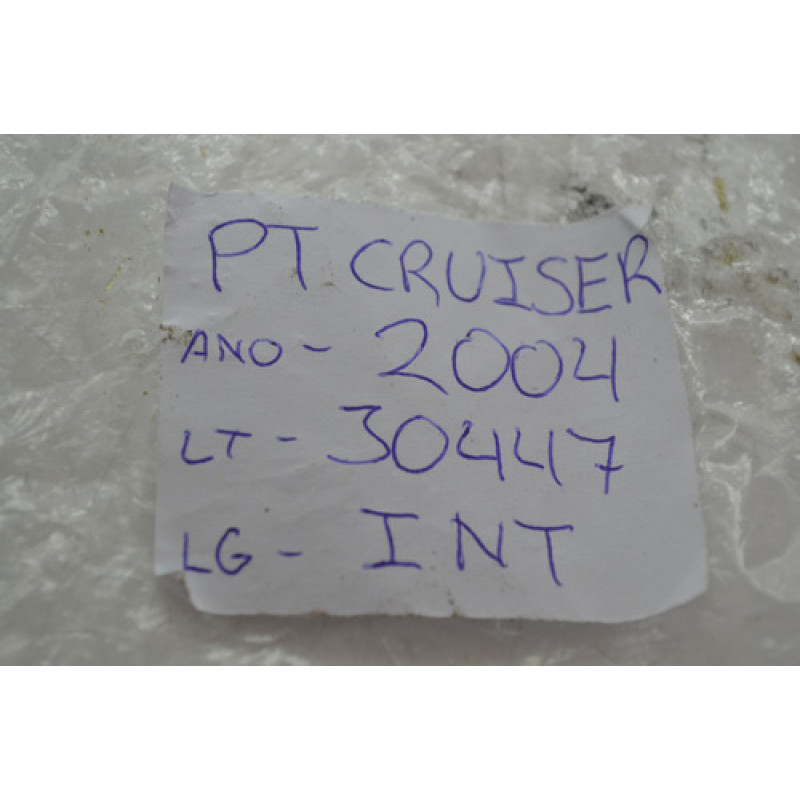 PT CRUISER
ANO - 2004
LT - 30447
LG - INT